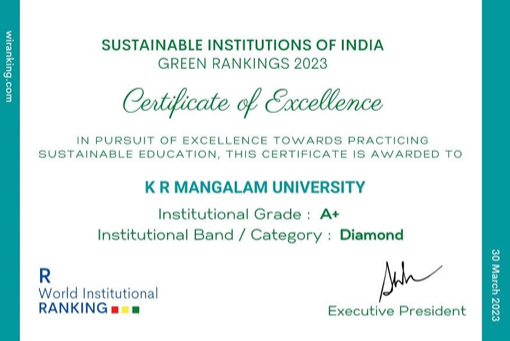 wiranking.com
SUSTAINABLE INSTITUTIONS OF INDIA
GREEN RANKINGS 2023
Certificate of Excellence
IN PURSUIT OF EXCELLENCE TOWARDS PRACTICING
SUSTAINABLE EDUCATION, THIS CERTIFICATE IS AWARDED TO
K R MANGALAM UNIVERSITY
Institutional Grade : A+
Institutional Band / Category : Diamond
R
World Institutional
RANKING
Executive President
30 March 2023